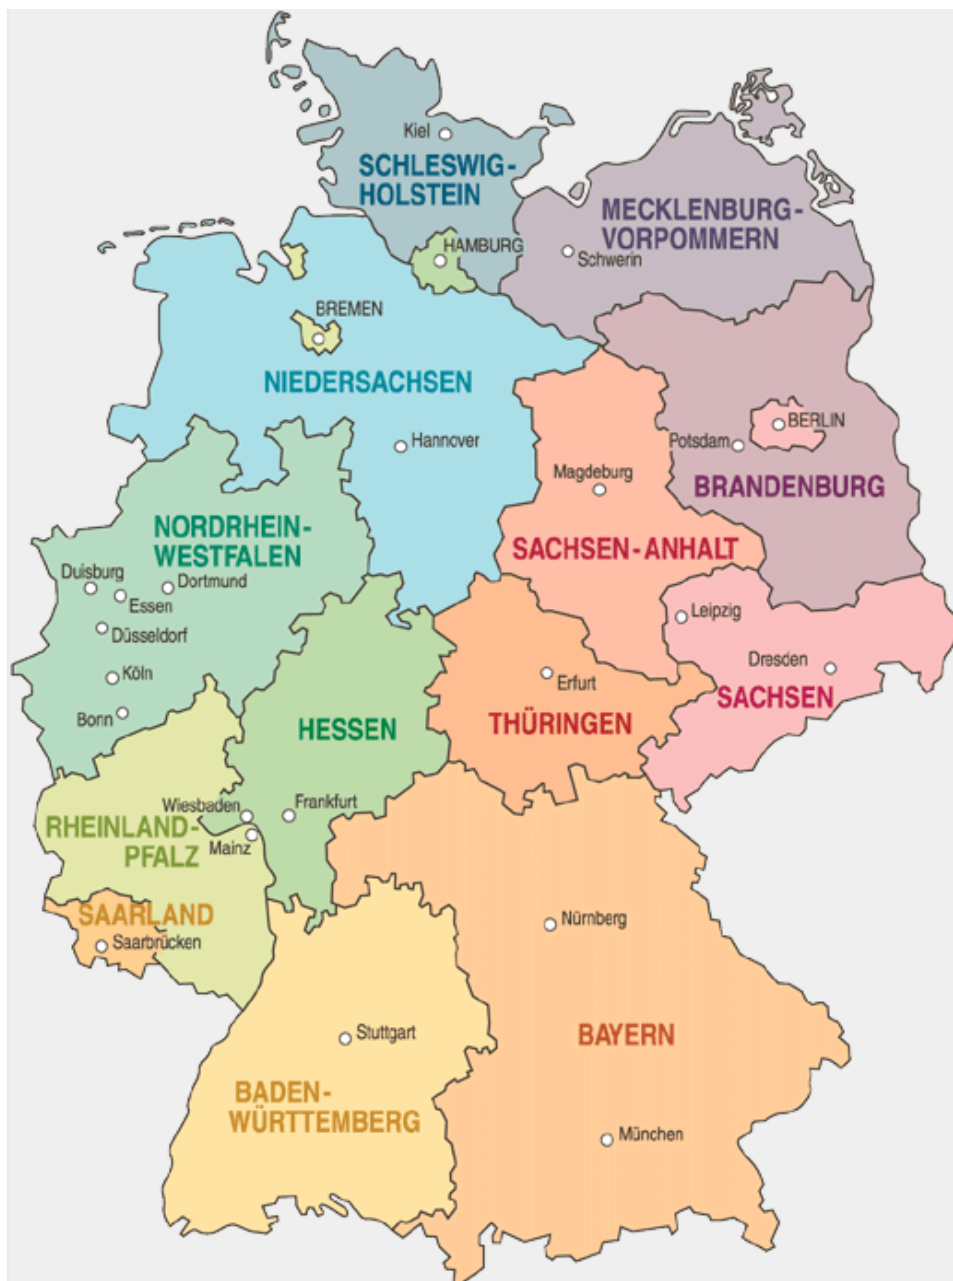 Kiel
SCHLESWIG-
HOLSTEIN
MECKLENBURG-
VORPOMMERN
HAMBURG
Schwerin
BREMEN
NIEDERSACHSEN
BERLIN
Hannover
Potsdam
Magdeburg
BRANDENBURG
NORDRHEIN-
WESTFALEN
SACHSEN-ANHALT
Duisburg
Dortmund
Essen
Leipzig
Düsseldorf
Dresden
Köln
Erfurt
SACHSEN
Bonn
HESSEN
THÜRINGEN
Wiesbaden
Frankfurt
RHEINLAND-
PFALZ
Mainz
SAARLAND
Nürnberg
Saarbrücken
Stuttgart
BAYERN
BADEN-
WÜRTTEMBERG
München